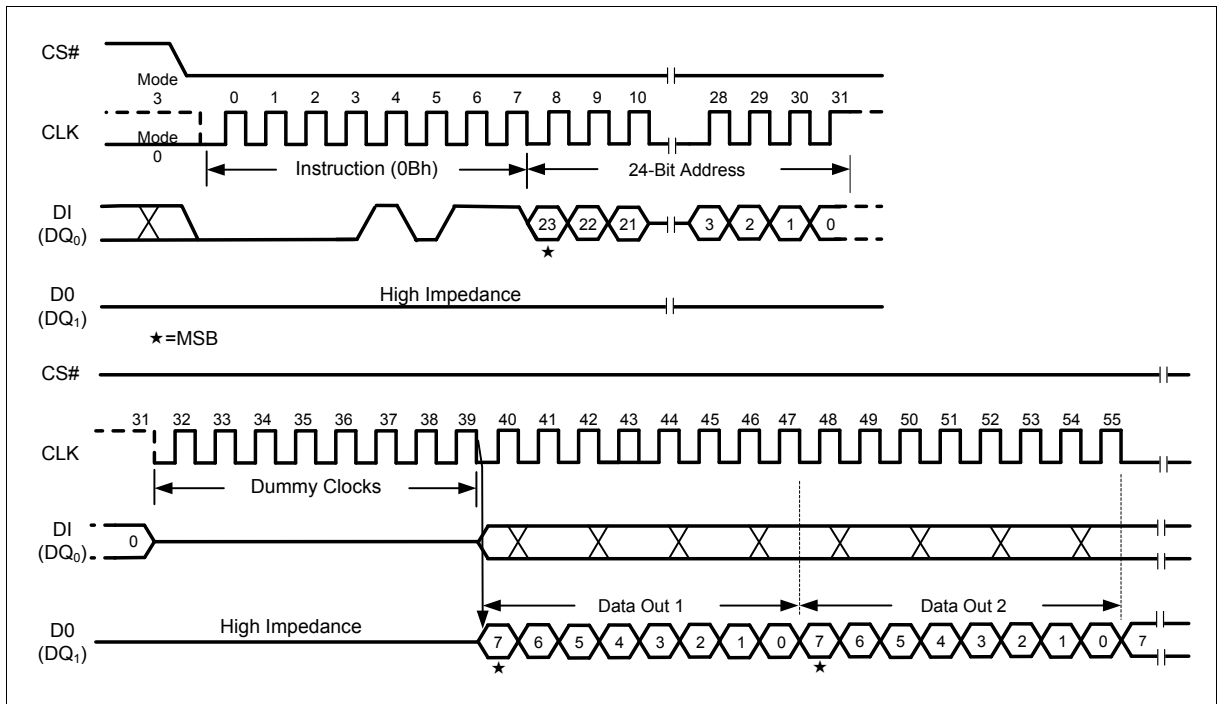 CS#
Mode
3
0 1 2 3 4 5 6 7 8 9 10 28 29 30 31
CLK
Mode
0
Instruction (0Bh) 24-Bit Address
DI
(DQ0)
23 22 21 3 2 1 0
★
D0
(DQ1)
High Impedance
★=MSB
CS#
31 32 33 34 35 36 37 38 39 40 41 42 43 44 45 46 47 48 49 50 51 52 53 54 55
CLK
Dummy Clocks
DI
(DQ0)
0
Data Out 1 Data Out 2
D0
(DQ1)
High Impedance
7 6 5 4 3 2 1 0 7 6 5 4 3 2 1 0 7
★ ★